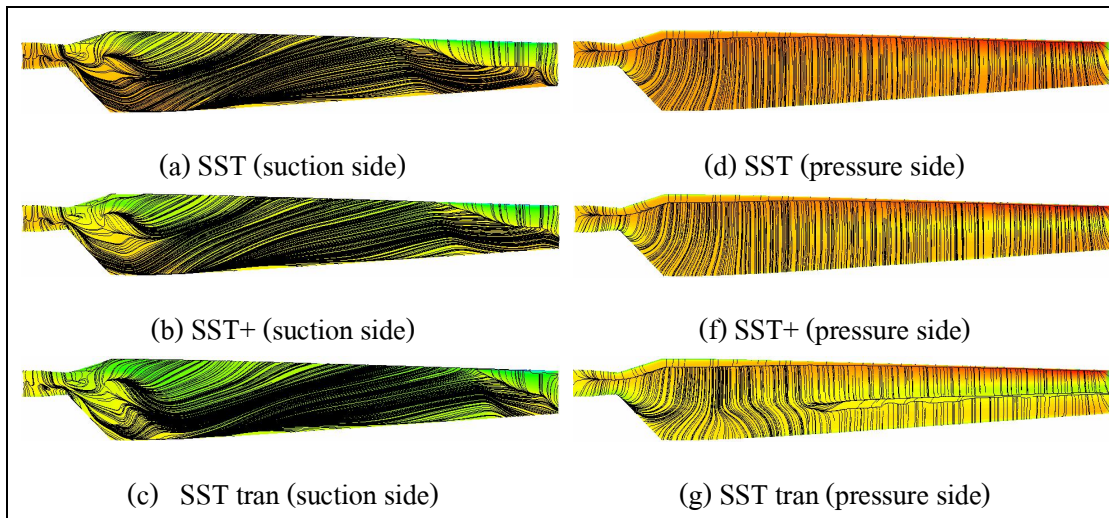 (a) SST (suction side)
(d) SST (pressure side)
(b) SST+ (suction side)
(f) SST+ (pressure side)
(c) SST tran (suction side)
(g) SST tran (pressure side)